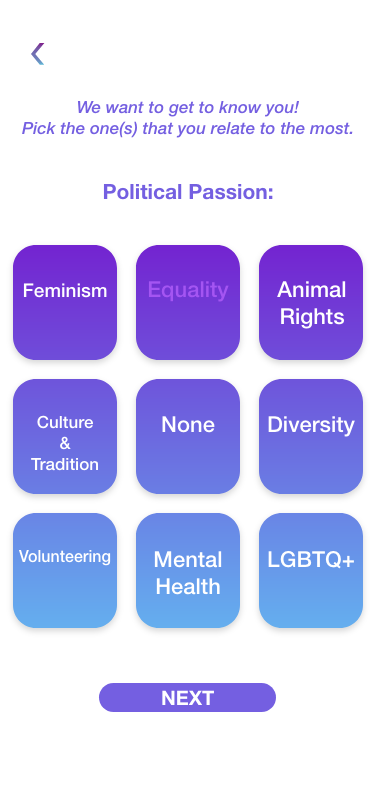 We want to get to know you!
Pick the one(s) that you relate to the most.
Political Passion:
Feminism
Equality
Animal
Rights
Culture
&
Tradition
None
Diversity
Volunteering
Mental
Health
LGBTQ+
NEXT